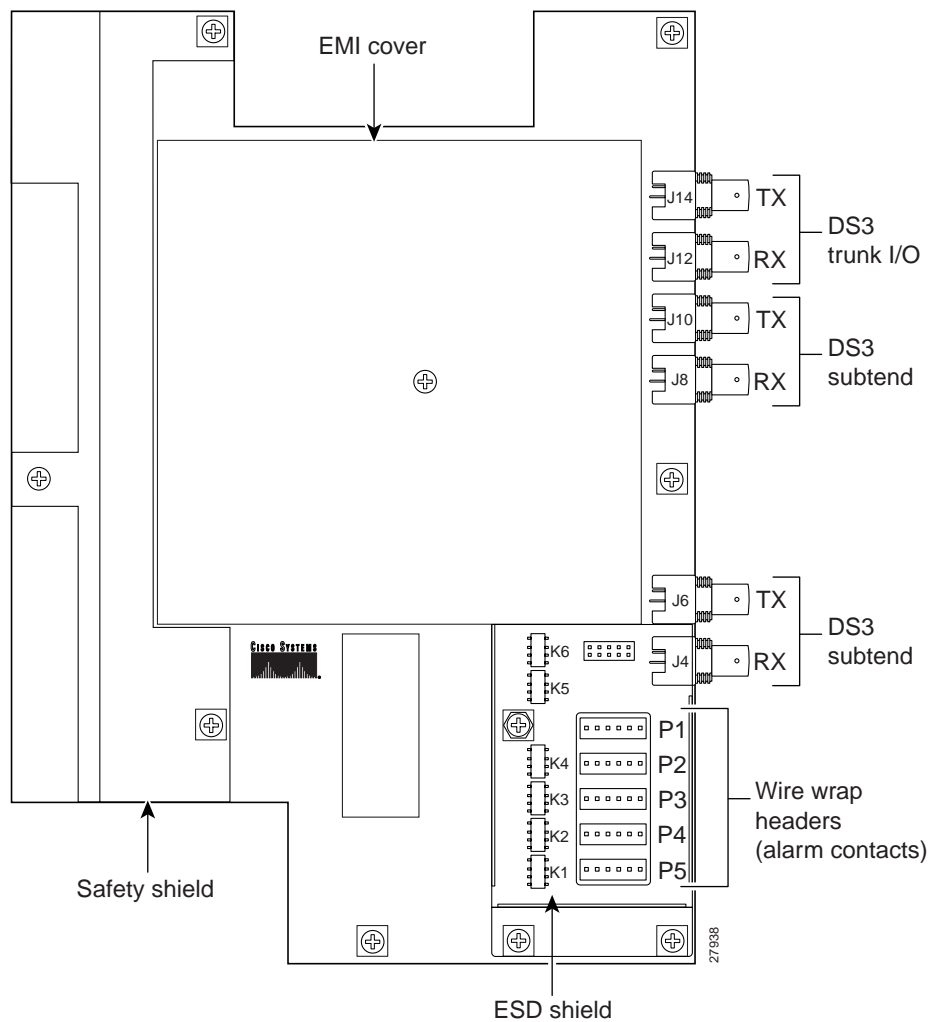 EMI cover
J14
TX
DS3
trunk I/O
J12
RX
J10
TX
DS3
subtend
J8
RX
J6
TX
DS3
subtend
J4
RX
CISCO SYSTEMS
K6
K5
P1
K4
P2
K3
P3
K2
P4
K1
P5
Wire wrap
headers
(alarm contacts)
Safety shield
27938
ESD shield